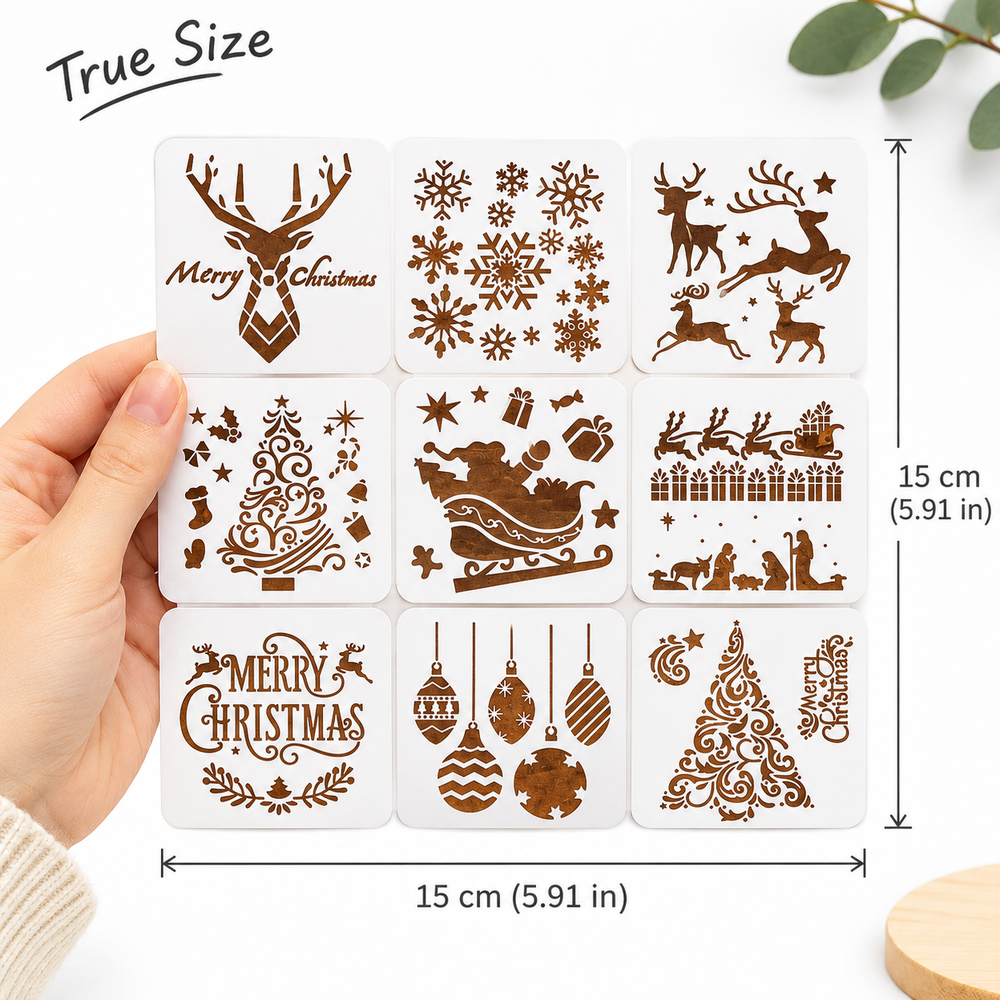 True Size
Merry Christmas
15 cm
(5.91 in)
MERRY
CHRISTMAS
Merry
Christmas
15 cm (5.91 in)